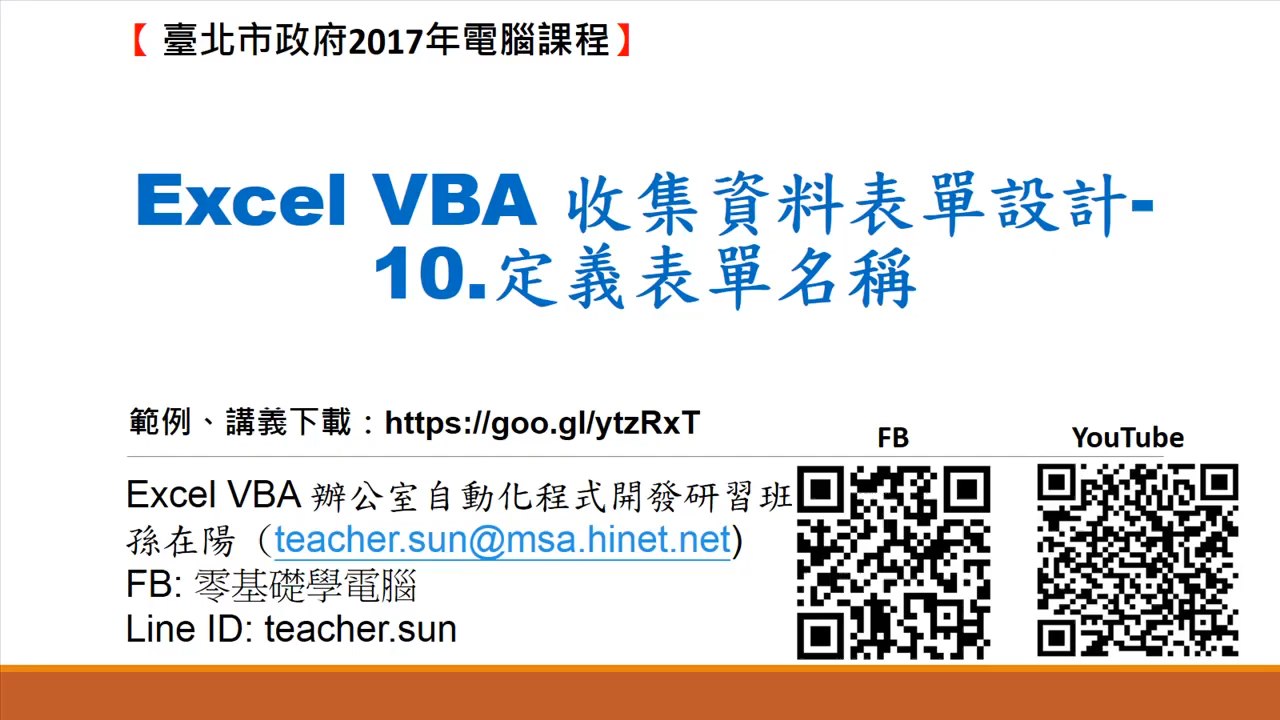 【 臺北市政府2017年電腦課程】
Excel VBA 收集資料表單設計-
10.定義表單名稱
範例、講義下載：https://goo.gl/ytzRxT
FB
YouTube
Excel VBA 辦公室自動化程式開發研習班
孫在陽（teacher.sun@msa.hinet.net)
FB: 零基礎學電腦
Line ID: teacher.sun